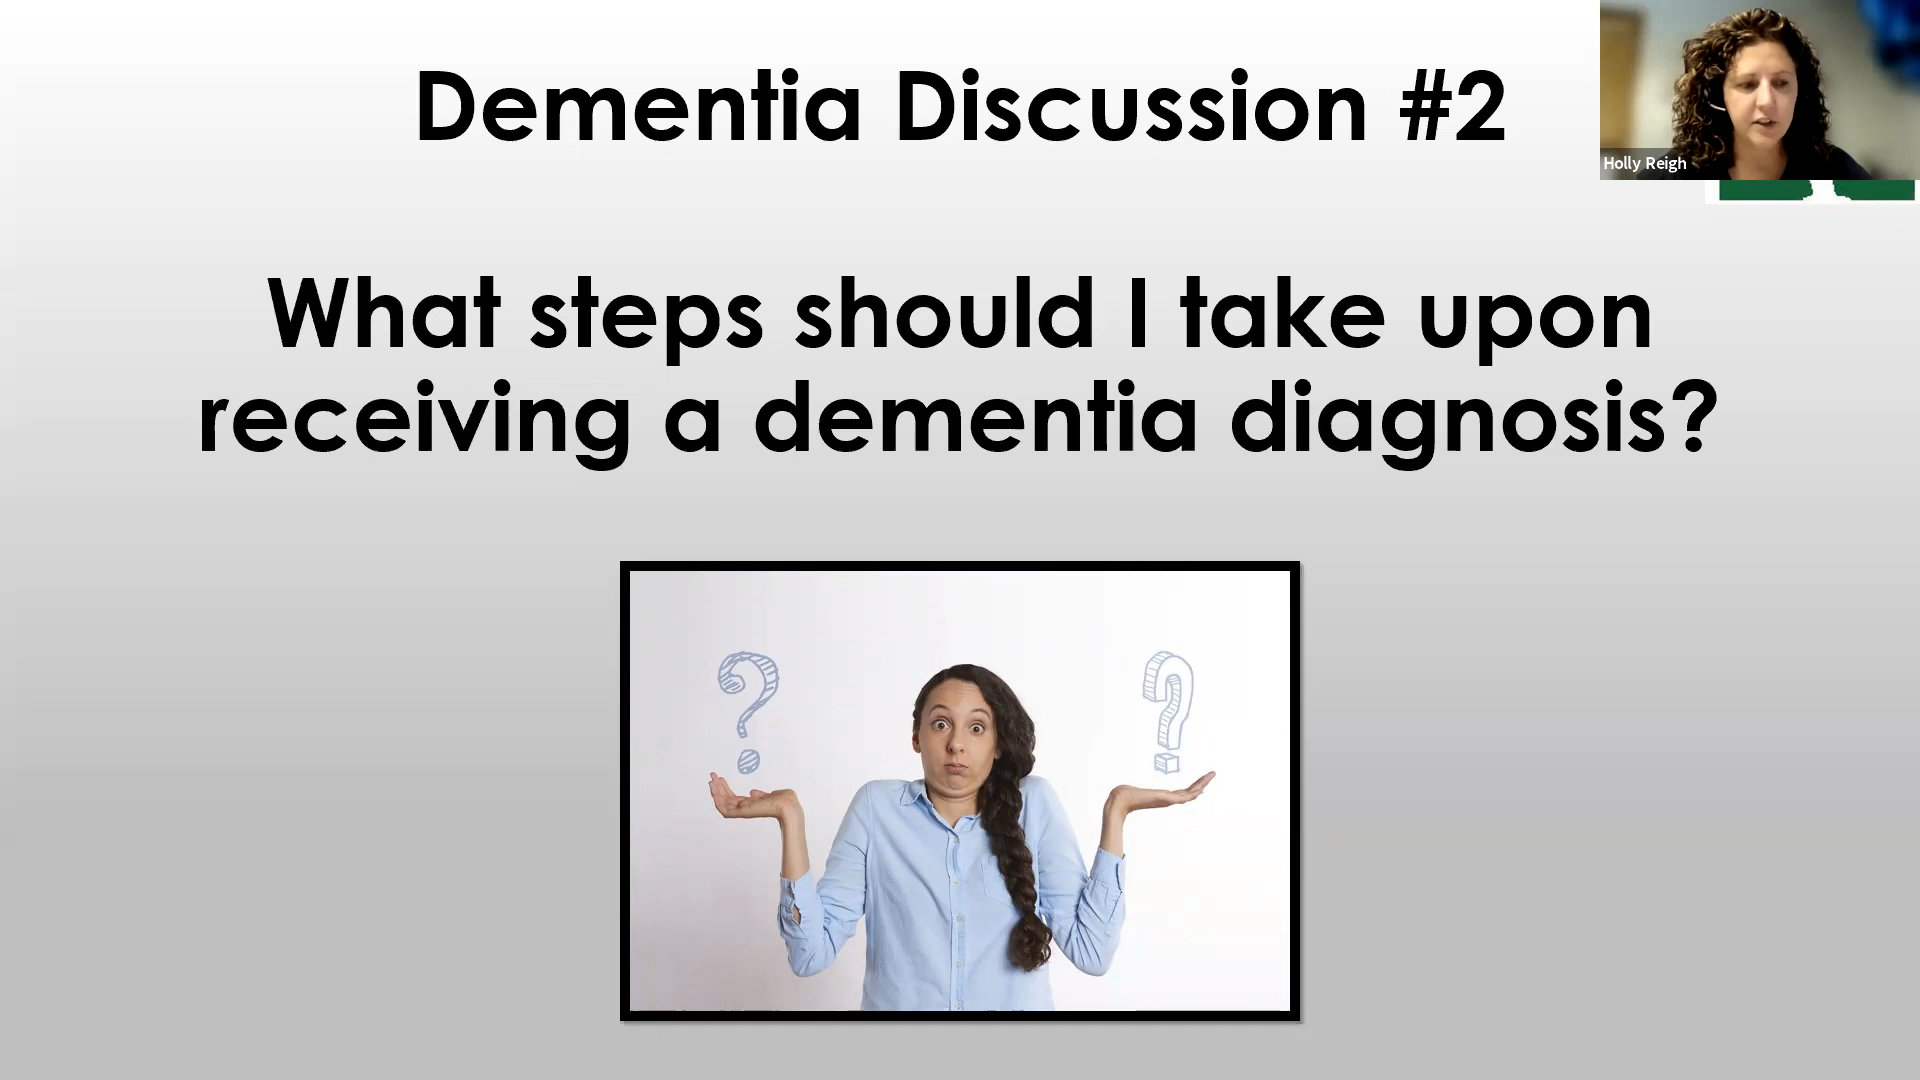 Dementia Discussion #2
Holly Reigh
What steps should I take upon
receiving a dementia diagnosis?
? ?